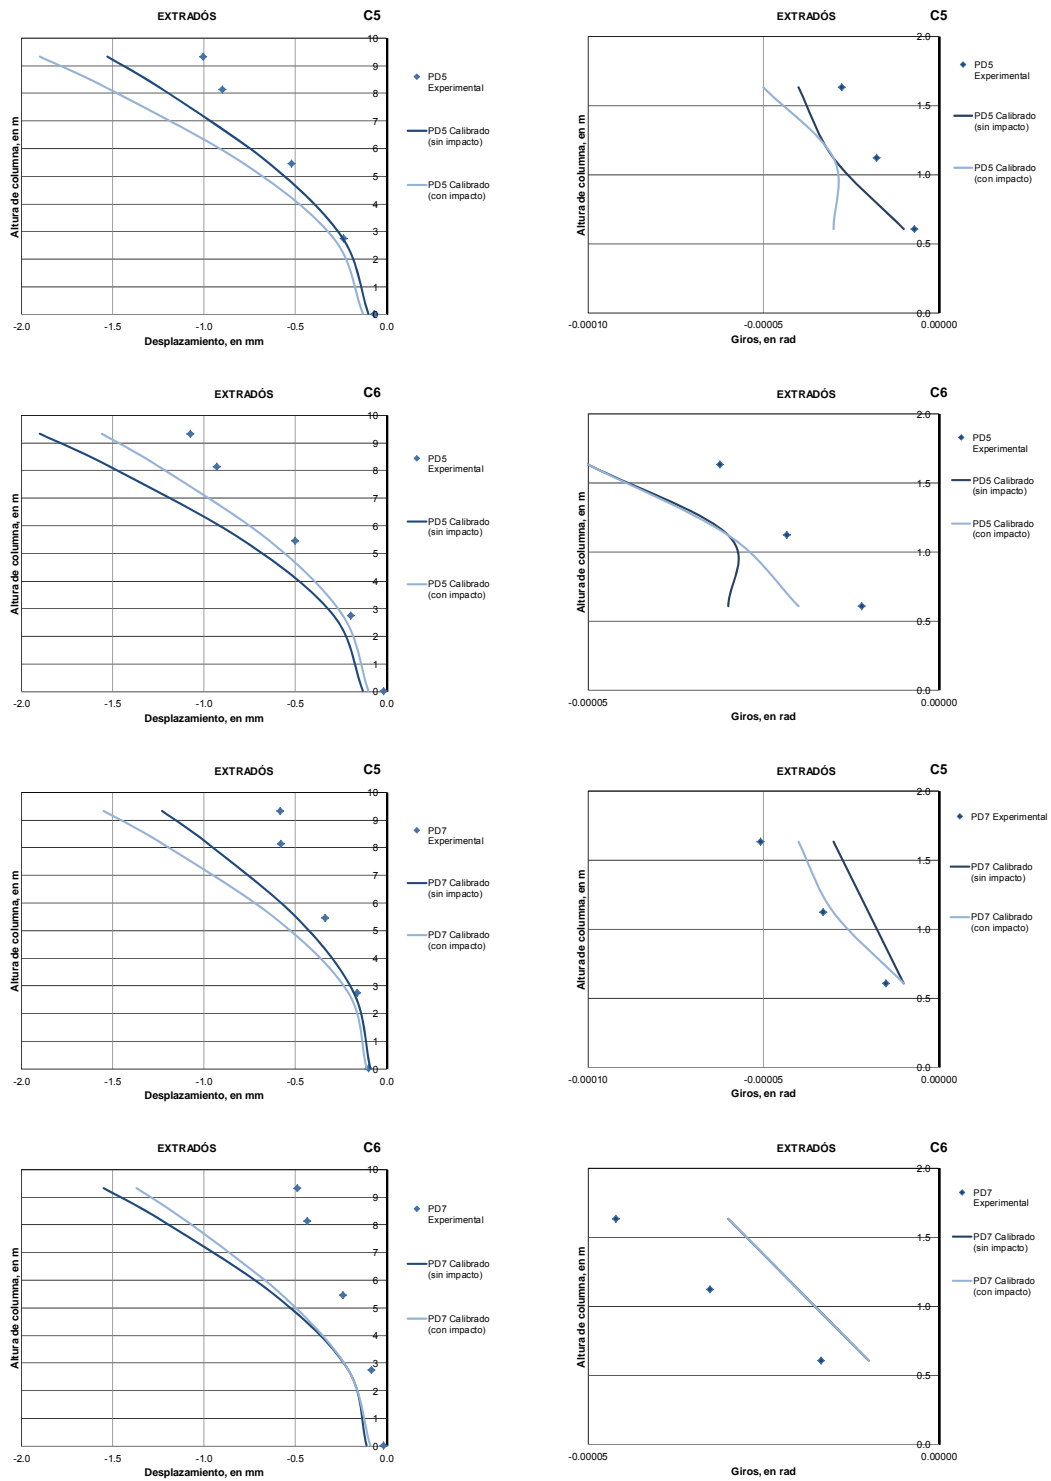 EXTRADÓS C5
10
9
8
7
6
5
4
3
2
1
0
Altura de columna, en m
-2.0 -1.5 -1.0 -0.5 0.0
Desplazamiento, en mm
PD5
Experimental
PD5 Calibrado
(sin impacto)
PD5 Calibrado
(con impacto)
EXTRADÓS C5
2.0
1.5
1.0
0.5
0.0
Altura de columna, en m
-0.00010 -0.00005 0.00000
Giros, en rad
PD5
Experimental
PD5 Calibrado
(sin impacto)
PD5 Calibrado
(con impacto)
EXTRADÓS C6
10
9
8
7
6
5
4
3
2
1
0
Altura de columna, en m
-2.0 -1.5 -1.0 -0.5 0.0
Desplazamiento, en mm
PD5
Experimental
PD5 Calibrado
(sin impacto)
PD5 Calibrado
(con impacto)
EXTRADÓS C6
2.0
1.5
1.0
0.5
0.0
Altura de columna, en m
-0.00005 0.00000
Giros, en rad
PD5
Experimental
PD5 Calibrado
(sin impacto)
PD5 Calibrado
(con impacto)
EXTRADÓS C5
10
9
8
7
6
5
4
3
2
1
0
Altura de columna, en m
-2.0 -1.5 -1.0 -0.5 0.0
Desplazamiento, en mm
PD7
Experimental
PD7 Calibrado
(sin impacto)
PD7 Calibrado
(con impacto)
EXTRADÓS C5
2.0
1.5
1.0
0.5
0.0
Altura de columna, en m
-0.00010 -0.00005 0.00000
Giros, en rad
PD7 Experimental
PD7 Calibrado
(sin impacto)
PD7 Calibrado
(con impacto)
EXTRADÓS C6
10
9
8
7
6
5
4
3
2
1
0
Altura de columna, en m
-2.0 -1.5 -1.0 -0.5 0.0
Desplazamiento, en mm
PD7
Experimental
PD7 Calibrado
(sin impacto)
PD7 Calibrado
(con impacto)
EXTRADÓS C6
2.0
1.5
1.0
0.5
0.0
Altura de columna, en m
-0.00005 0.00000
Giros, en rad
PD7
Experimental
PD7 Calibrado
(sin impacto)
PD7 Calibrado
(con impacto)